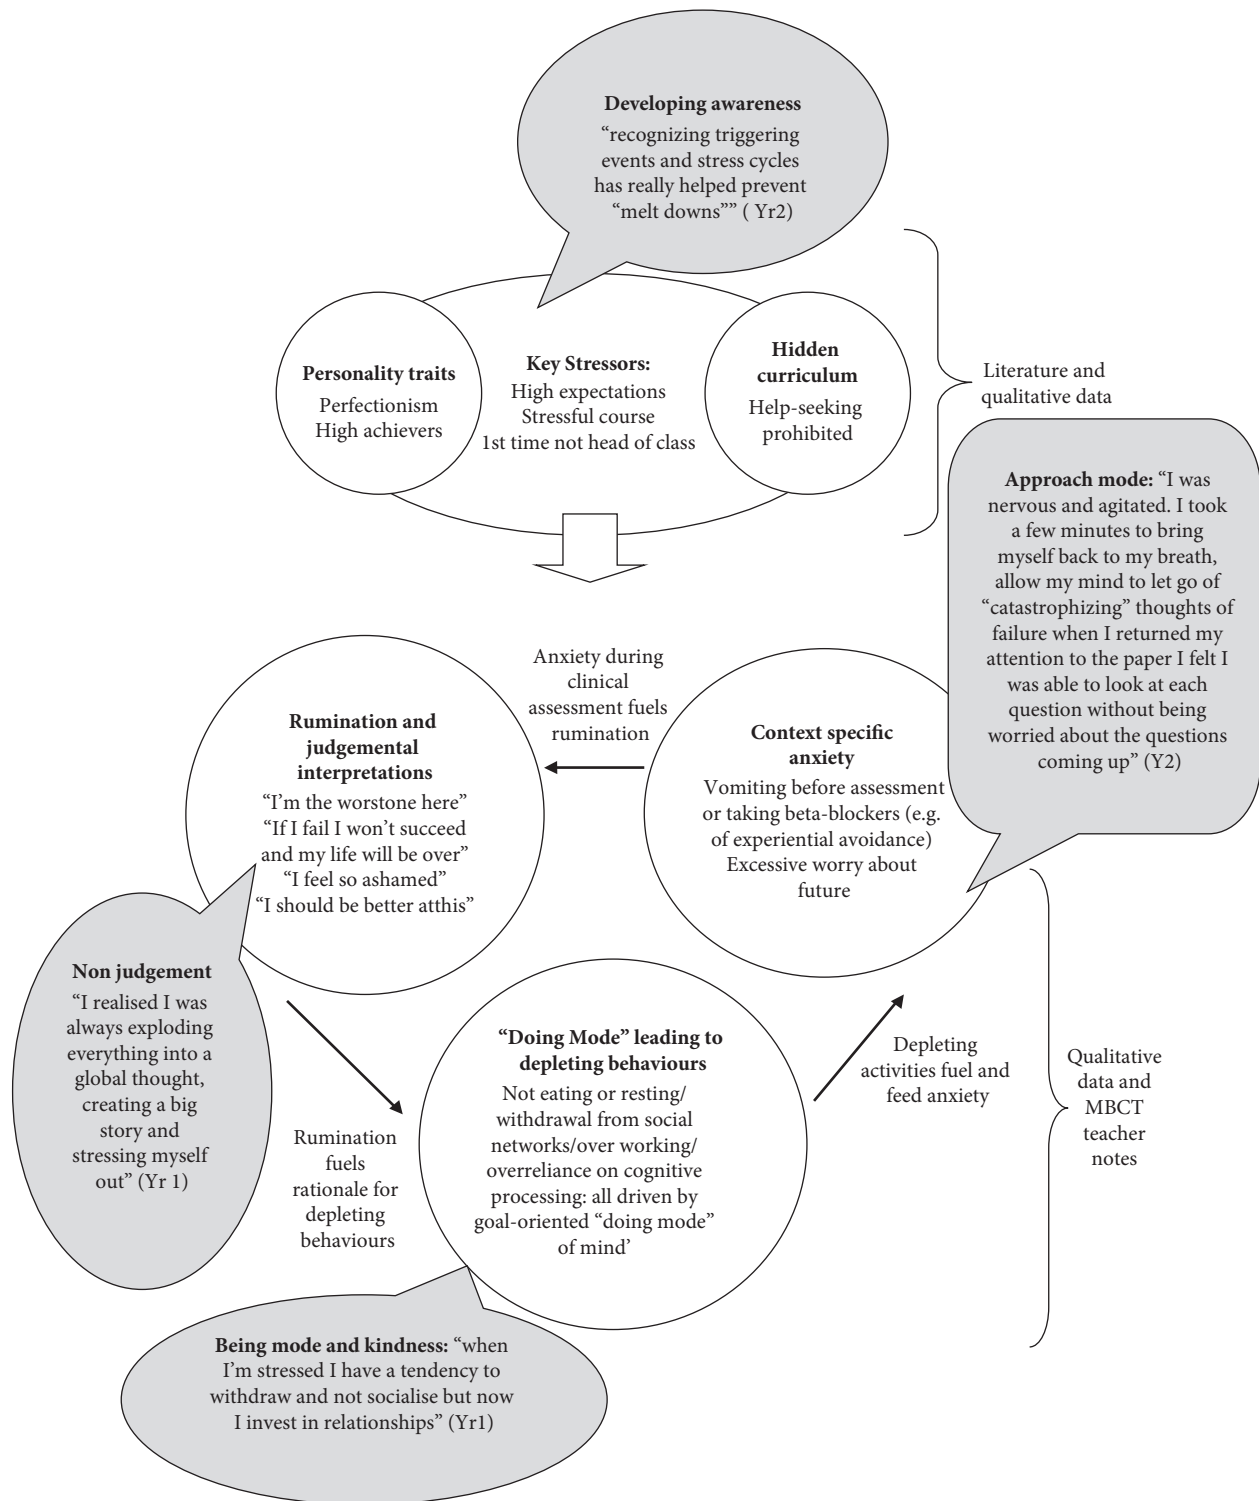 Developing awareness
“recognizing triggering
events and stress cycles
has really helped prevent
“melt downs”” ( Yr2)
Personality traits
Perfectionism
High achievers
Key Stressors:
High expectations
Stressful course
1st time not head of class
Hidden
curriculum
Help-seeking
prohibited
Literature and
qualitative data
Approach mode: “I was
nervous and agitated. I took
a few minutes to bring
myself back to my breath,
allow my mind to let go of
“catastrophizing” thoughts of
failure when I returned my
attention to the paper I felt I
was able to look at each
question without being
worried about the questions
coming up” (Y2)
Anxiety during
clinical
assessment fuels
rumination
Rumination and
judgemental
interpretations
“I’m the worstone here”
“If I fail I won’t succeed
and my life will be over”
“I feel so ashamed”
“I should be better atthis”
Context specific
anxiety
Vomiting before assessment
or taking beta-blockers (e.g.
of experiential avoidance)
Excessive worry about
future
Non judgement
“I realised I was
always exploding
everything into a
global thought,
creating a big
story and
stressing myself
out” (Yr 1)
“Doing Mode” leading to
depleting behaviours
Not eating or resting/
withdrawal from social
networks/over working/
overreliance on cognitive
processing: all driven by
goal-oriented “doing mode”
of mind’
Depleting
activities fuel and
feed anxiety
Qualitative
data and
MBCT
teacher
notes
Rumination
fuels
rationale for
depleting
behaviours
Being mode and kindness: “when
I’m stressed I have a tendency to
withdraw and not socialise but now
I invest in relationships” (Yr1)